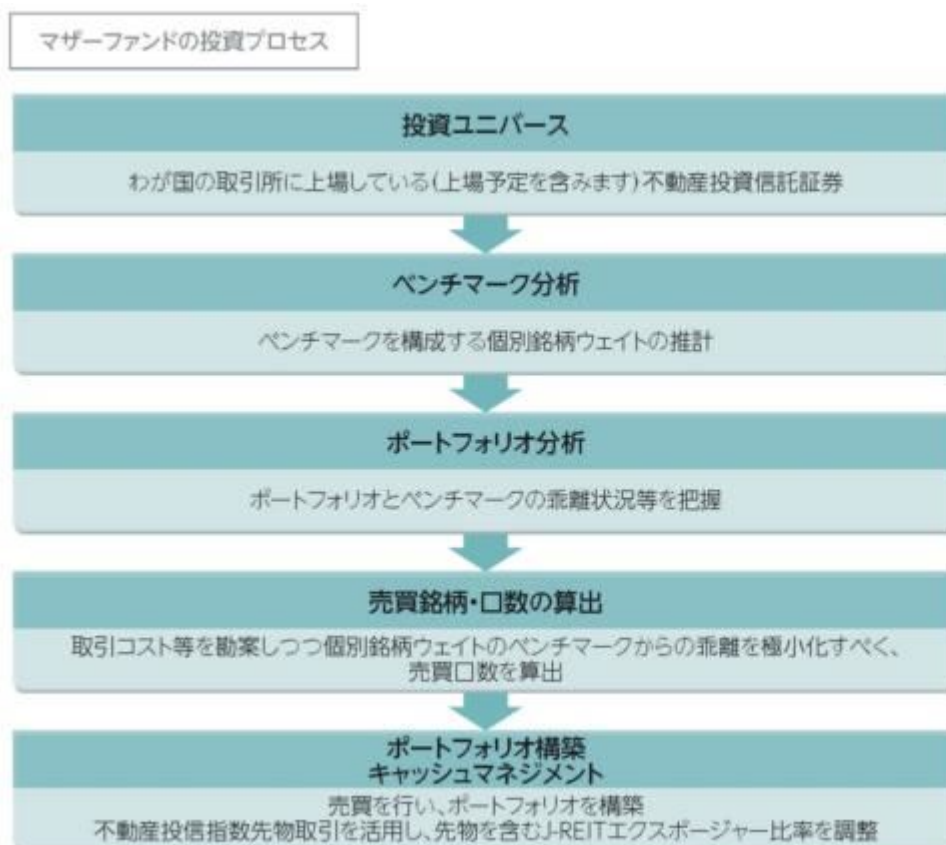 マザーファンドの投資プロセス
投資ユニバース
わが国の取引所に上場している(上場予定を含みます)不動産投資信託証券
ベンチマーク分析
ベンチマークを構成する個別銘柄ウェイトの推計
ポートフォリオ分析
ポートフォリオとベンチマークの乖離状況等を把握
売買銘柄・口数の算出
取引コスト等を勘案しつつ個別銘柄ウェイトのベンチマークからの乖離を極小化すべく、
売買口数を算出
ポートフォリオ構築
キャッシュマネジメント
売買を行い、ポートフォリオを構築
不動産投信指数先物取引を活用し、先物を含むJ-REITエクスポージャー比率を調整